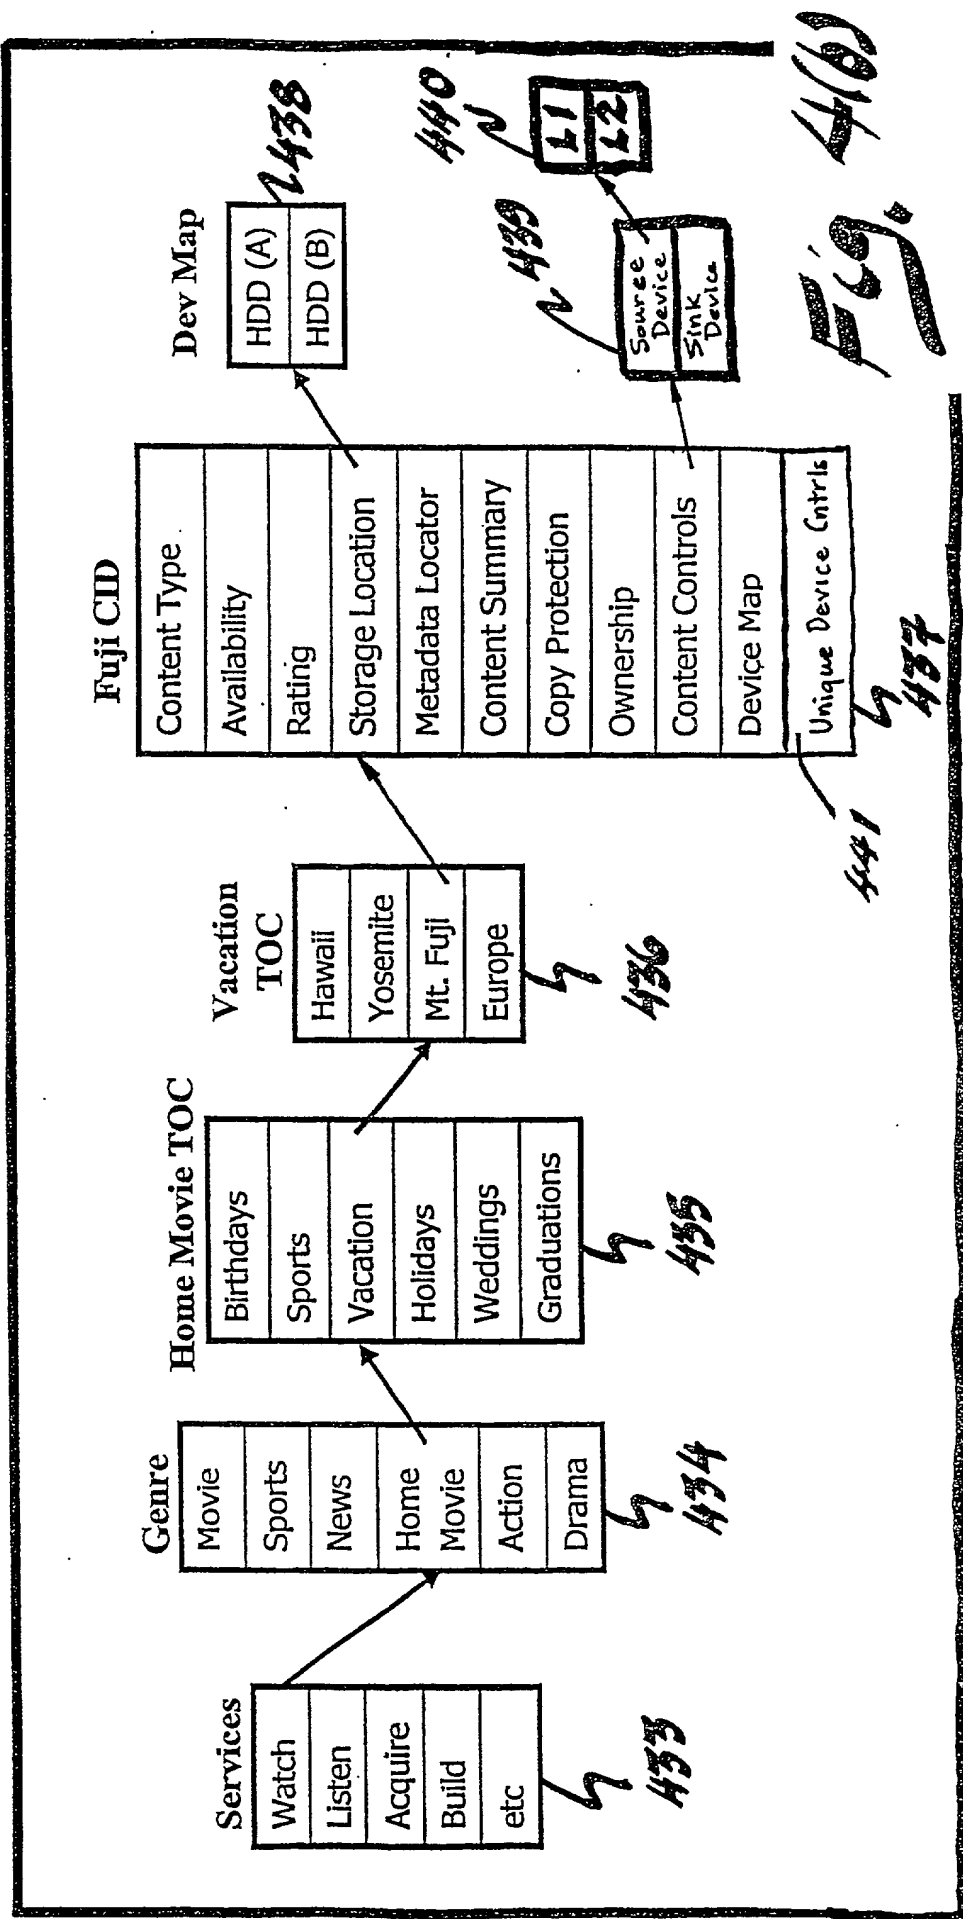 Services
Watch
Listen
Acquire
Build
etc
433
Genre
Movie
Sports
News
Home
Movie
Action
Drama
434
Home Movie TOC
Birthdays
Sports
Vacation
Holidays
Weddings
Graduations
435
Vacation
TOC
Hawaii
Yosemite
Mt. Fuji
Europe
436
Fuji CID
Content Type
Availability
Rating
Storage Location
Metadata Locator
Content Summary
Copy Protection
Ownership
Content Controls
Device Map
Unique Device Cntrls
441
437
Dev Map
HDD (A)
HDD (B)
438
439
Source
Device
Sink
Device
440
L1
L2
Fig. 4(b)